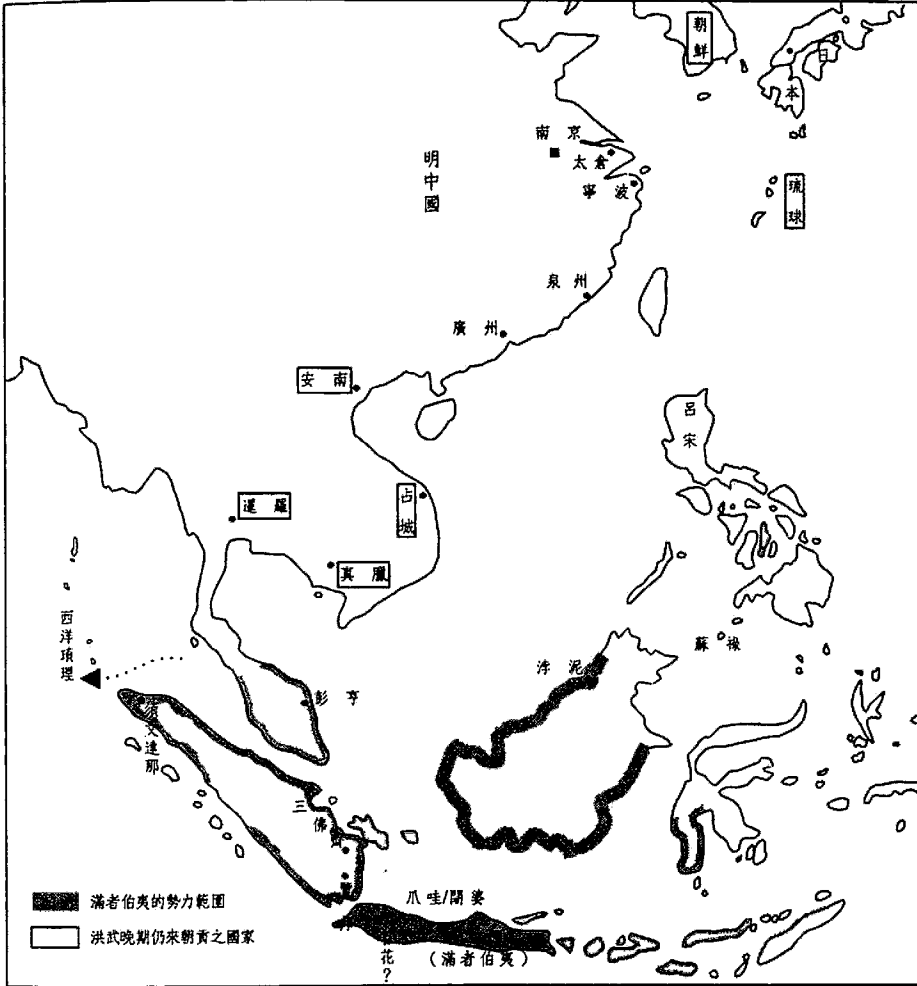 朝鮮
日本
南京
太倉
寧波
明中國
琉球
泉州
廣州
安南
呂宋
占城
暹羅
真臘
西洋瑣理
蘇祿
浡泥
彭亨
文達那
三佛
爪哇/闍婆
滿者伯夷的勢力範圍
洪武晚期仍來朝貢之國家
花?
(滿者伯夷)